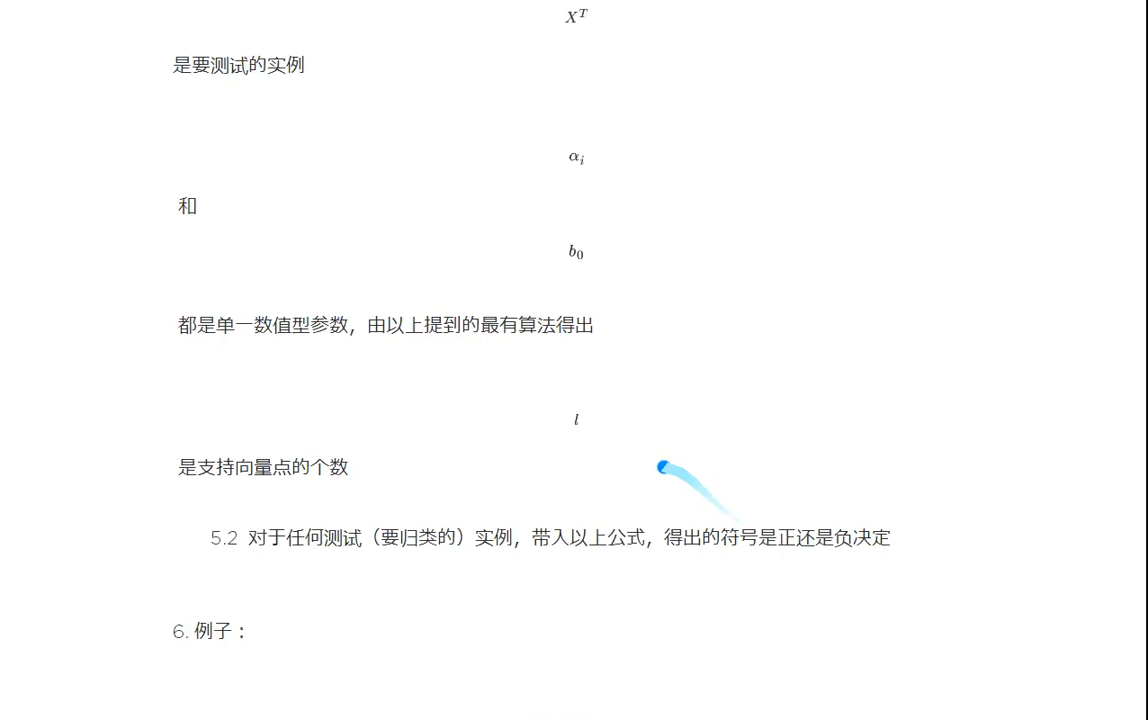 X^T
是要测试的实例
α_i
和
b_0
都是单一数值型参数，由以上提到的最有算法得出
l
是支持向量点的个数
5.2 对于任何测试（要归类的）实例，带入以上公式，得出的符号是正还是负决定
6. 例子：